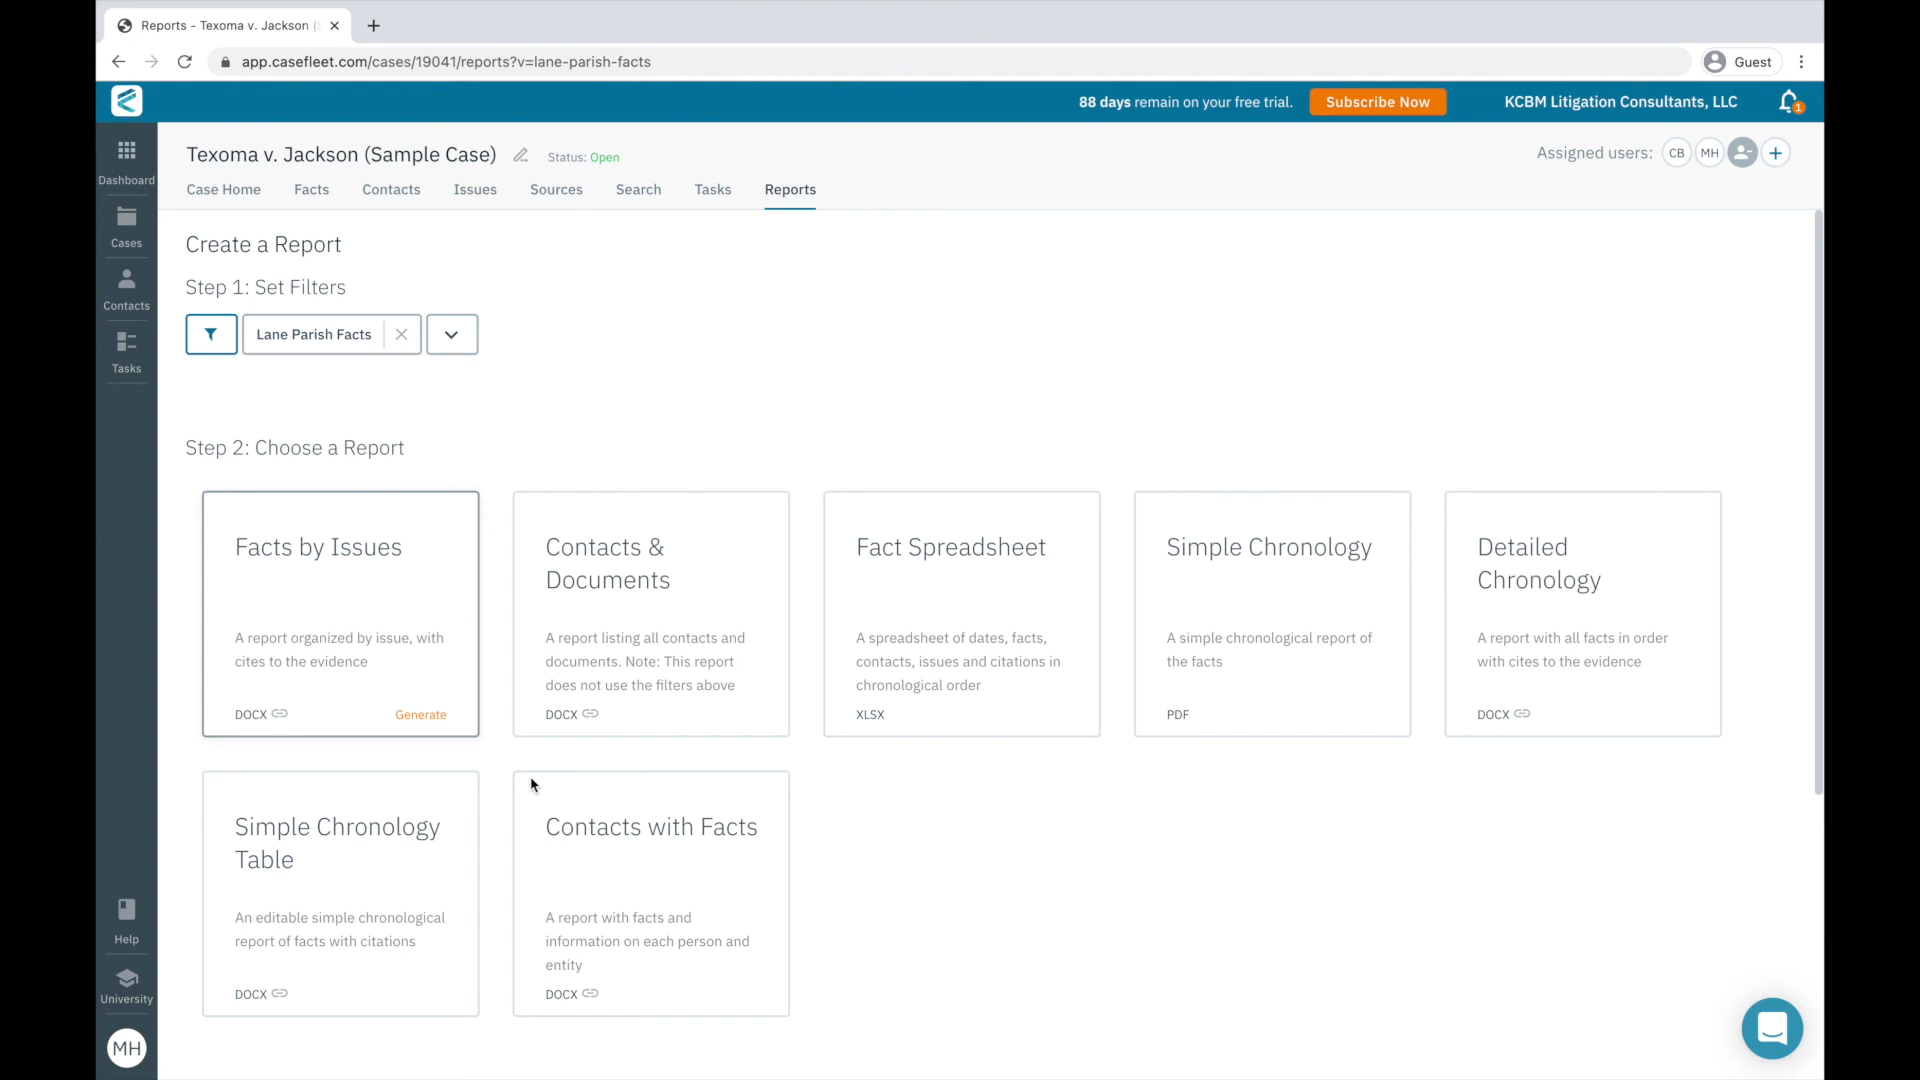 Reports - Texoma v. Jackson (
app.casefleet.com/cases/19041/reports?v=lane-parish-facts
Guest
88 days remain on your free trial.
Subscribe Now
KCBM Litigation Consultants, LLC
1
Dashboard
Cases
Contacts
Tasks
Help
University
MH
Texoma v. Jackson (Sample Case)
Status: Open
Assigned users:
CB
MH
Case Home
Facts
Contacts
Issues
Sources
Search
Tasks
Reports
Create a Report
Step 1: Set Filters
Lane Parish Facts
Step 2: Choose a Report
Facts by Issues
A report organized by issue, with
cites to the evidence
DOCX
Generate
Contacts &
Documents
A report listing all contacts and
documents. Note: This report
does not use the filters above
DOCX
Fact Spreadsheet
A spreadsheet of dates, facts,
contacts, issues and citations in
chronological order
XLSX
Simple Chronology
A simple chronological report of
the facts
PDF
Detailed
Chronology
A report with all facts in order
with cites to the evidence
DOCX
Simple Chronology
Table
An editable simple chronological
report of facts with citations
DOCX
Contacts with Facts
A report with facts and
information on each person and
entity
DOCX